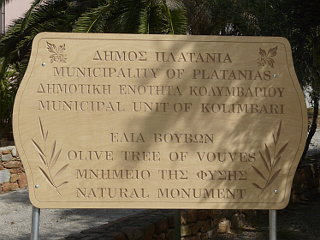 ΔΗΜΟΣ ΠΛΑΤΑΝΙΑ
MUNICIPALITY OF PLATANIAS
ΔΗΜΟΤΙΚΗ ΕΝΟΤΗΤΑ ΚΟΛΥΜΒΑΡΙΟΥ
MUNICIPAL UNIT OF KOLIMBARI
ΕΛΙΑ ΒΟΥΒΩΝ
OLIVE TREE OF VOUVES
ΜΝΗΜΕΙΟ ΤΗΣ ΦΥΣΗΣ
NATURAL MONUMENT